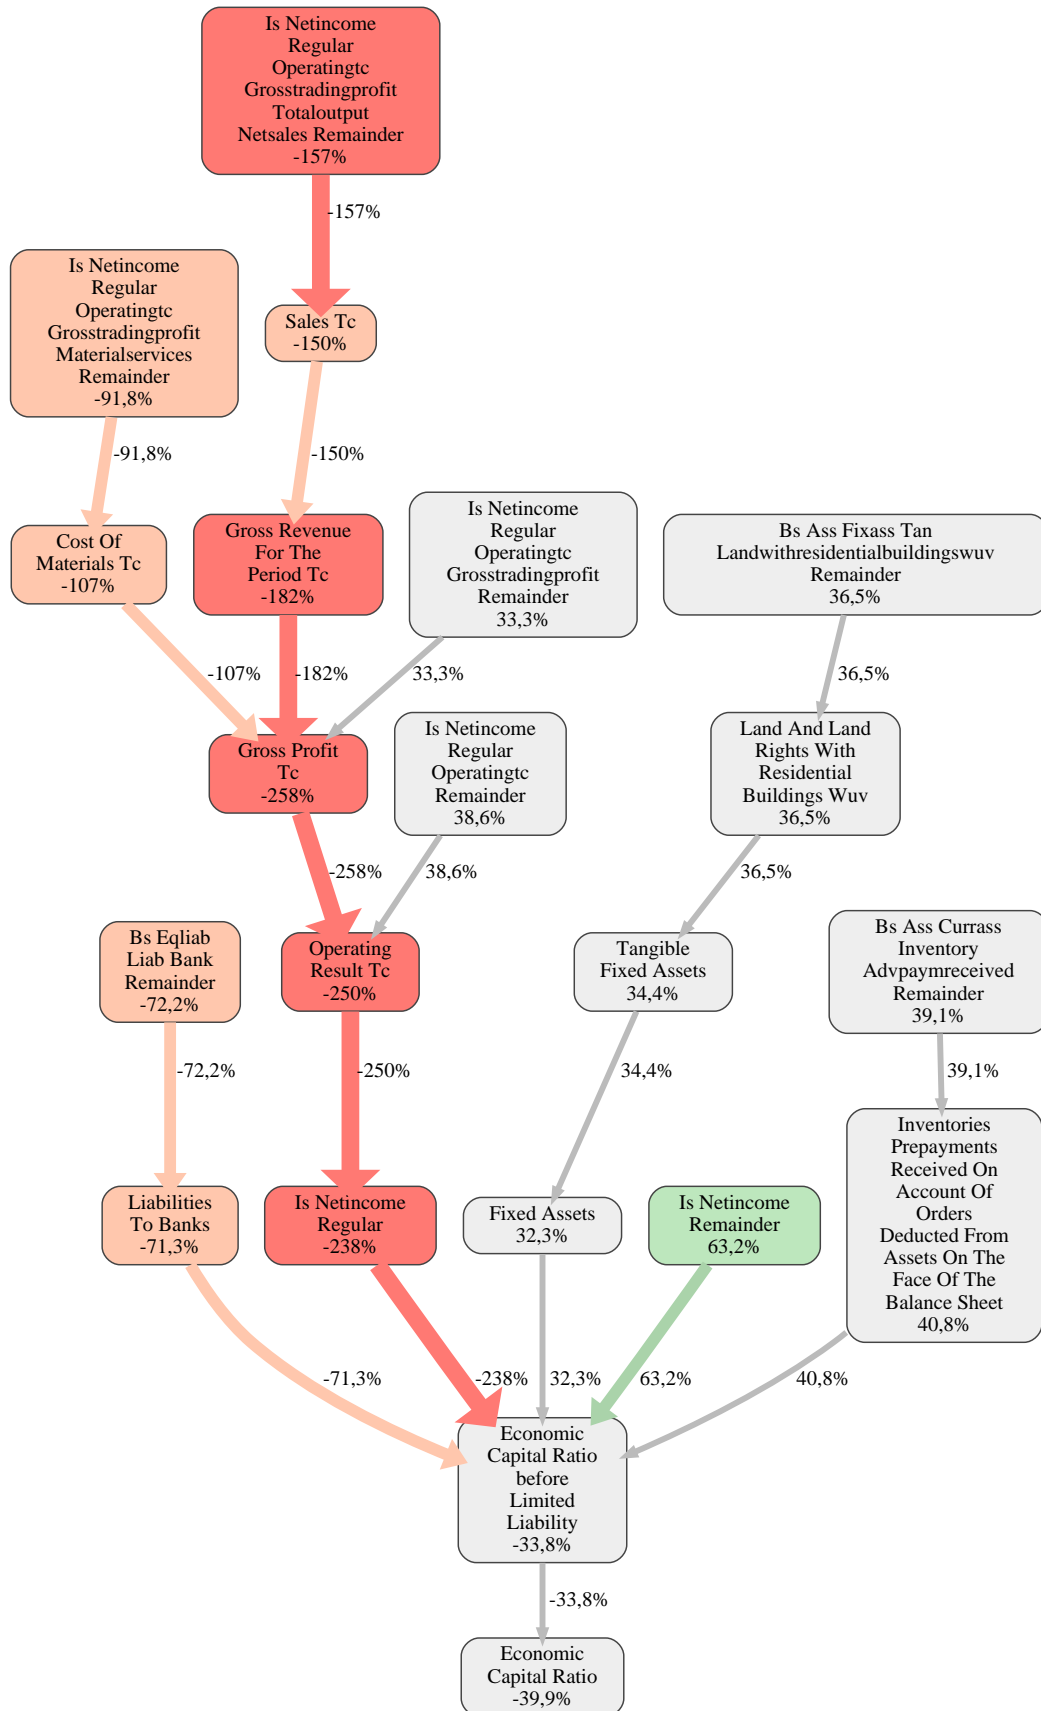 Is Netincome
Regular
Operatingtc
Grosstradingprofit
Totaloutput
Netsales Remainder
-157%
-157%
Is Netincome
Regular
Operatingtc
Grosstradingprofit
Materialservices
Remainder
-91,8%
Sales Tc
-150%
-91,8%
-150%
Cost Of
Materials Tc
-107%
Gross Revenue
For The
Period Tc
-182%
Is Netincome
Regular
Operatingtc
Grosstradingprofit
Remainder
33,3%
Bs Ass Fixass Tan
Landwithresidentialbuildingswuv
Remainder
36,5%
-107%
-182%
33,3%
36,5%
Gross Profit
Tc
-258%
Is Netincome
Regular
Operatingtc
Remainder
38,6%
Land And Land
Rights With
Residential
Buildings Wuv
36,5%
-258%
38,6%
36,5%
Bs Eqliab
Liab Bank
Remainder
-72,2%
Operating
Result Tc
-250%
Tangible
Fixed Assets
34,4%
Bs Ass Currass
Inventory
Advpaymreceived
Remainder
39,1%
-72,2%
-250%
34,4%
39,1%
Liabilities
To Banks
-71,3%
Is Netincome
Regular
-238%
Fixed Assets
32,3%
Is Netincome
Remainder
63,2%
Inventories
Prepayments
Received On
Account Of
Orders
Deducted From
Assets On The
Face Of The
Balance Sheet
40,8%
-71,3%
-238%
32,3%
63,2%
40,8%
Economic
Capital Ratio
before
Limited
Liability
-33,8%
-33,8%
Economic
Capital Ratio
-39,9%